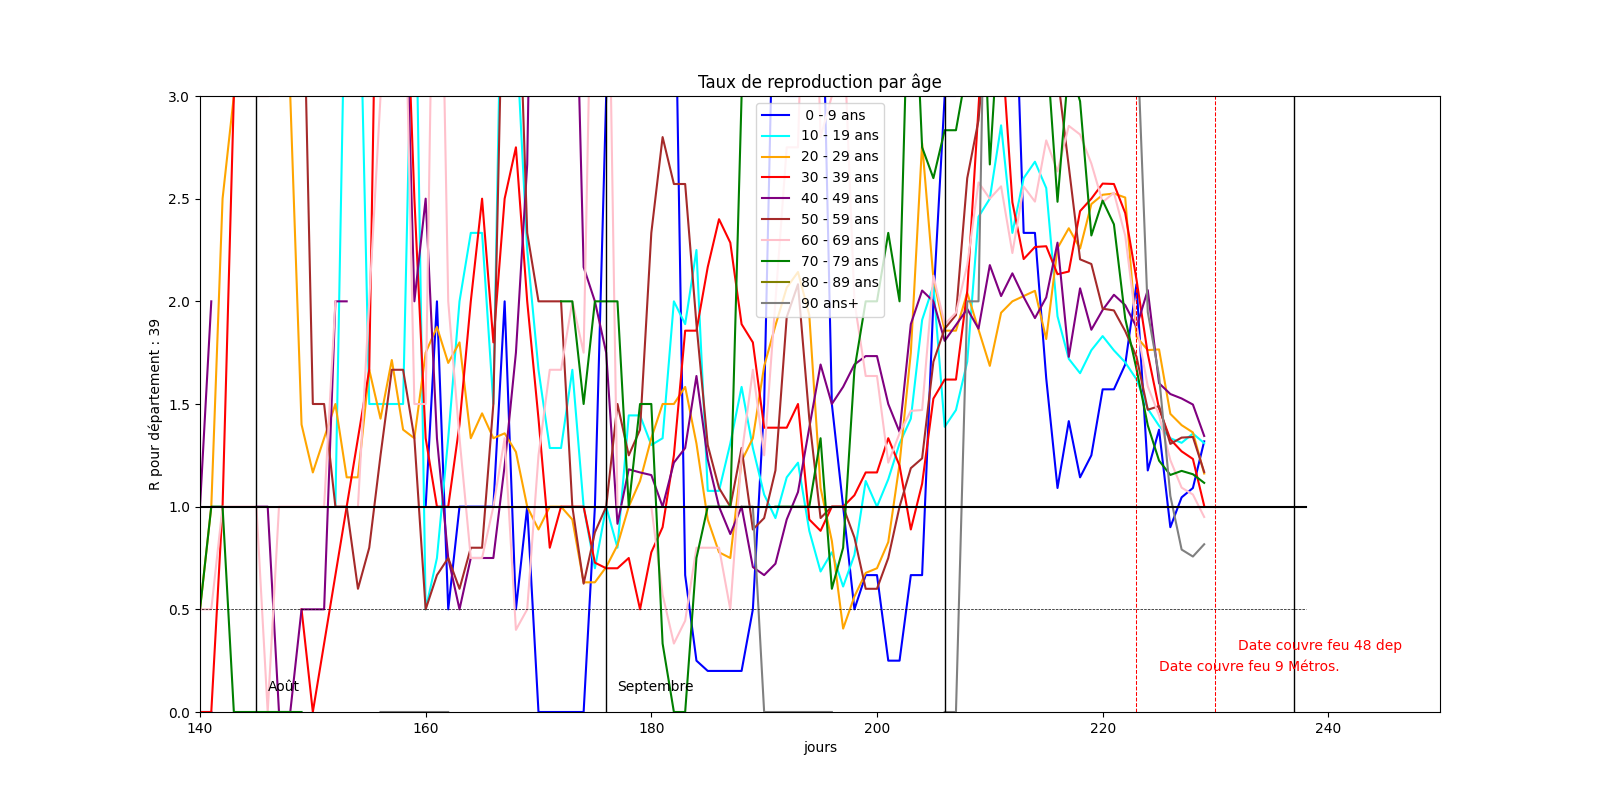 Taux de reproduction par âge
3.0
2.5
2.0
1.5
1.0
0.5
0.0
R pour département : 39
0 - 9 ans
10 - 19 ans
20 - 29 ans
30 - 39 ans
40 - 49 ans
50 - 59 ans
60 - 69 ans
70 - 79 ans
80 - 89 ans
90 ans+
Date couvre feu 48 dep
Date couvre feu 9 Métros.
Août
Septembre
140
160
180
200
220
240
jours